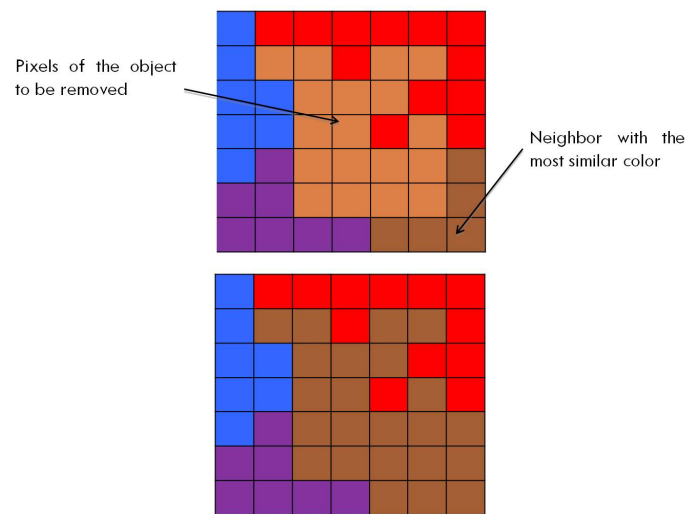 Pixels of the object
to be removed
Neighbor with the
most similar color